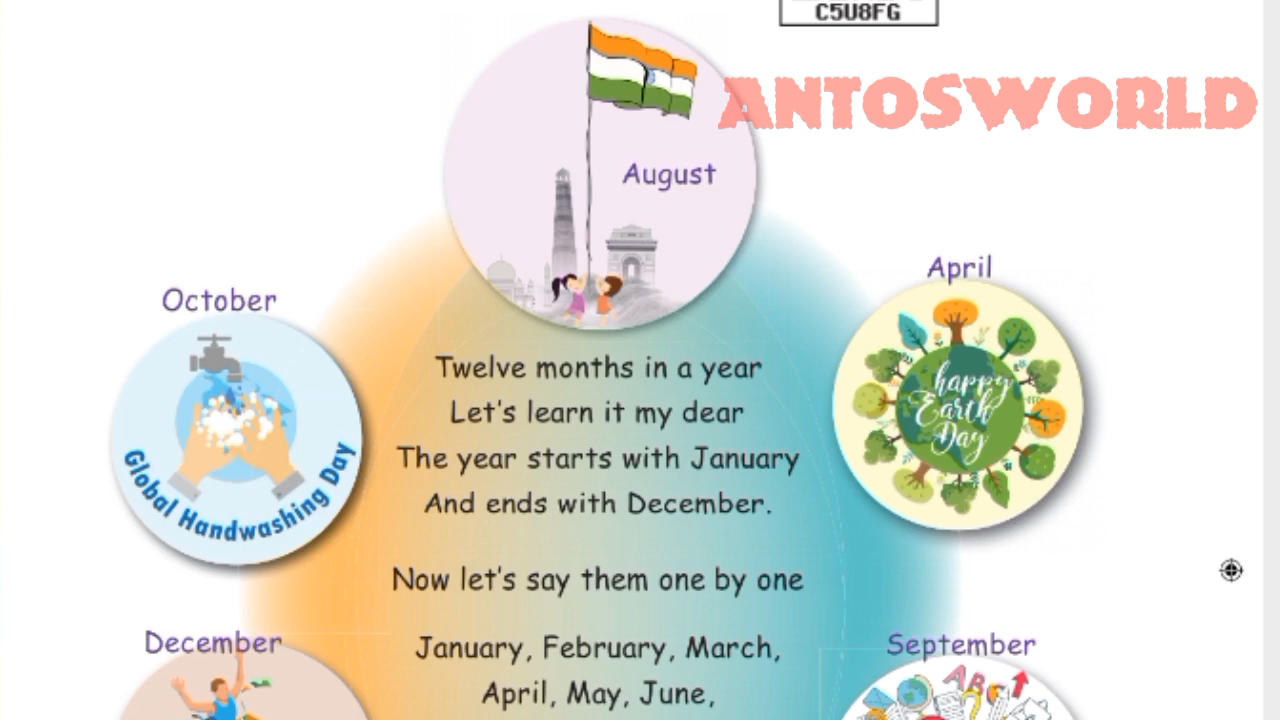 C5U8FG
ANTOSWORLD
August
April
October
happy
Earth
Day
Global Handwashing Day
Twelve months in a year
Let's learn it my dear
The year starts with January
And ends with December.
Now let's say them one by one
December
September
January, February, March,
April, May, June,
ABC